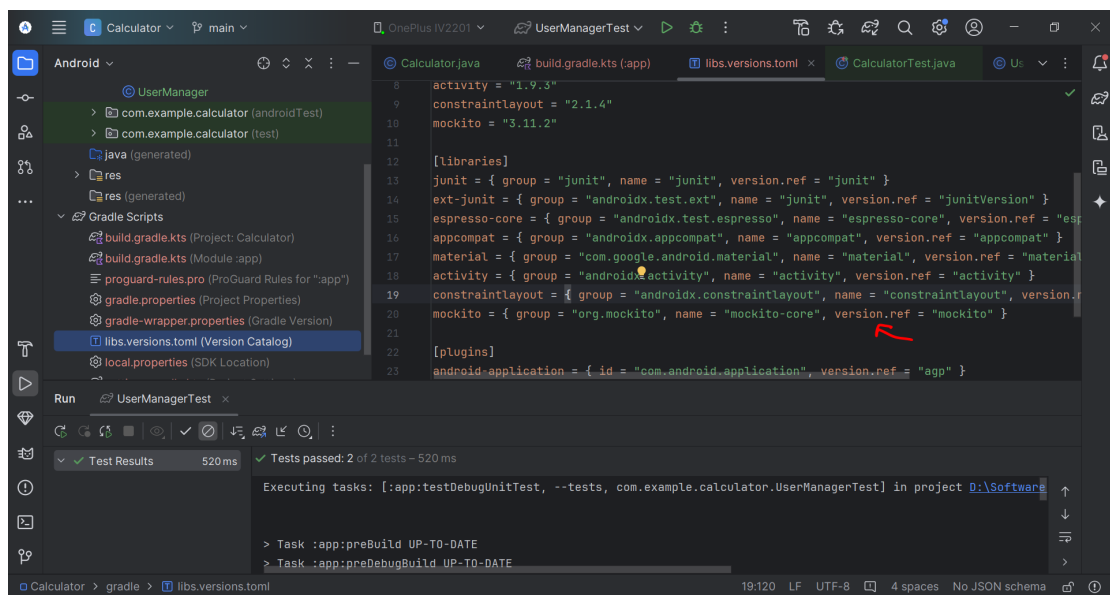 C Calculator main OnePlus IV2201 UserManagerTest
Android
Calculator.java build.gradle.kts (:app) libs.versions.toml CalculatorTest.java Us
UserManager
com.example.calculator (androidTest)
com.example.calculator (test)
java (generated)
res
res (generated)
Gradle Scripts
build.gradle.kts (Project: Calculator)
build.gradle.kts (Module :app)
proguard-rules.pro (ProGuard Rules for ":app")
gradle.properties (Project Properties)
gradle-wrapper.properties (Gradle Version)
libs.versions.toml (Version Catalog)
local.properties (SDK Location)
8 activity = "1.9.3"
9 constraintlayout = "2.1.4"
10 mockito = "3.11.2"
11
12 [libraries]
13 junit = { group = "junit", name = "junit", version.ref = "junit" }
14 ext-junit = { group = "androidx.test.ext", name = "junit", version.ref = "junitVersion" }
15 espresso-core = { group = "androidx.test.espresso", name = "espresso-core", version.ref = "esp
16 appcompat = { group = "androidx.appcompat", name = "appcompat", version.ref = "appcompat" }
17 material = { group = "com.google.android.material", name = "material", version.ref = "material
18 activity = { group = "androidx.activity", name = "activity", version.ref = "activity" }
19 constraintlayout = { group = "androidx.constraintlayout", name = "constraintlayout", version.r
20 mockito = { group = "org.mockito", name = "mockito-core", version.ref = "mockito" }
21
22 [plugins]
23 android-application = { id = "com.android.application", version.ref = "agp" }
Run UserManagerTest
Test Results 520 ms
Tests passed: 2 of 2 tests – 520 ms
Executing tasks: [:app:testDebugUnitTest, --tests, com.example.calculator.UserManagerTest] in project D:\Software
> Task :app:preBuild UP-TO-DATE
> Task :app:preDebugBuild UP-TO-DATE
Calculator > gradle > libs.versions.toml 19:120 LF UTF-8 4 spaces No JSON schema